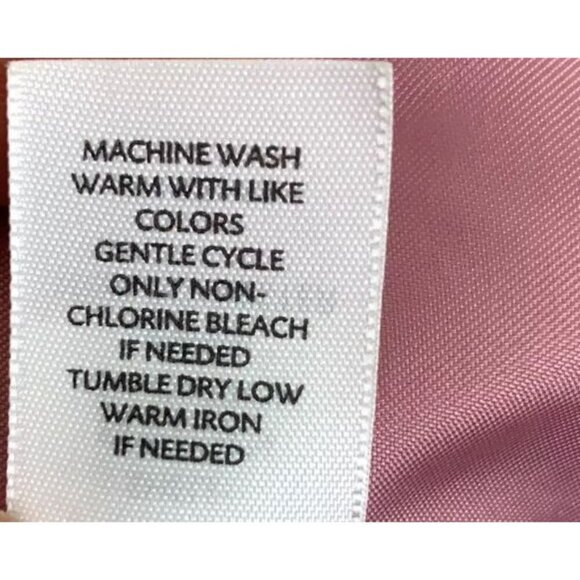 MACHINE WASH
WARM WITH LIKE
COLORS
GENTLE CYCLE
ONLY NON-
CHLORINE BLEACH
IF NEEDED
TUMBLE DRY LOW
WARM IRON
IF NEEDED